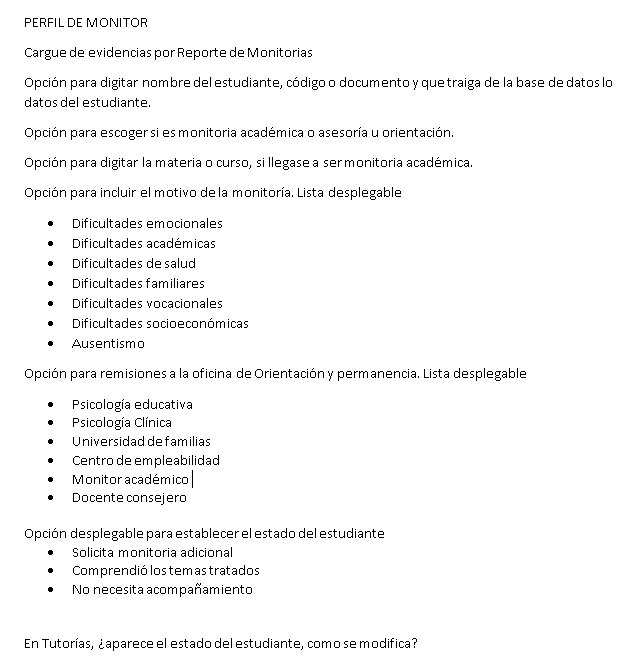 PERFIL DE MONITOR
Cargue de evidencias por Reporte de Monitorias
Opción para digitar nombre del estudiante, código o documento y que traiga de la base de datos lo
datos del estudiante.
Opción para escoger si es monitoria académica o asesoría u orientación.
Opción para digitar la materia o curso, si llegase a ser monitoria académica.
Opción para incluir el motivo de la monitoría. Lista desplegable
• Dificultades emocionales
• Dificultades académicas
• Dificultades de salud
• Dificultades familiares
• Dificultades vocacionales
• Dificultades socioeconómicas
• Ausentismo
Opción para remisiones a la oficina de Orientación y permanencia. Lista desplegable
• Psicología educativa
• Psicología Clínica
• Universidad de familias
• Centro de empleabilidad
• Monitor académico
• Docente consejero
Opción desplegable para establecer el estado del estudiante
• Solicita monitoria adicional
• Comprendió los temas tratados
• No necesita acompañamiento
En Tutorías, ¿aparece el estado del estudiante, como se modifica?